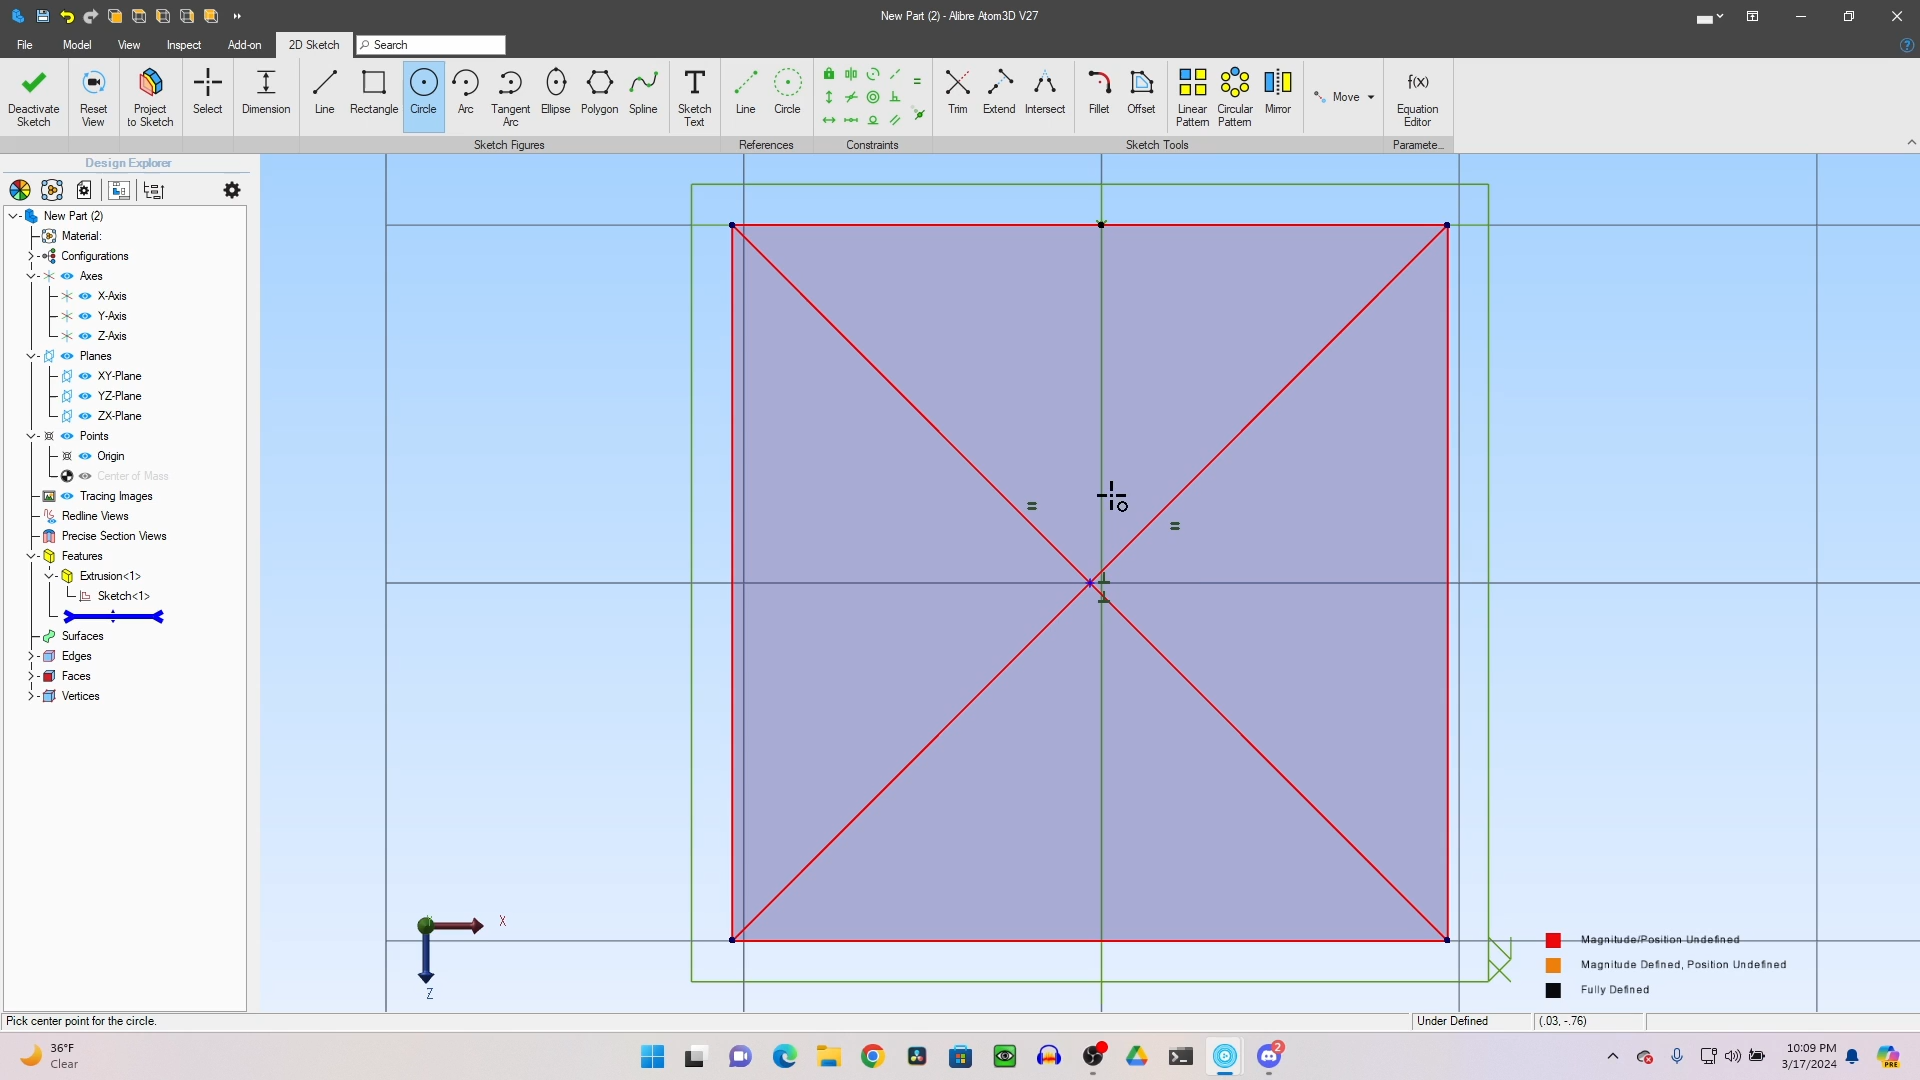 New Part (2) - Alibre Atom3D V27
File Model View Inspect Add-on 2D Sketch Search
Deactivate Sketch
Reset View
Project to Sketch
Select
Dimension
Line
Rectangle
Circle
Arc
Tangent Arc
Ellipse
Polygon
Spline
Sketch Text
Line
Circle
Trim
Extend
Intersect
Fillet
Offset
Linear Pattern
Circular Pattern
Mirror
Move
f(x)
Equation Editor
Sketch Figures
References
Constraints
Sketch Tools
Paramete...
Design Explorer
New Part (2)
Material:
Configurations
Axes
X-Axis
Y-Axis
Z-Axis
Planes
XY-Plane
YZ-Plane
ZX-Plane
Points
Origin
Center of Mass
Tracing Images
Redline Views
Precise Section Views
Features
Extrusion<1>
Sketch<1>
Surfaces
Edges
Faces
Vertices
X
Z
Magnitude/Position Undefined
Magnitude Defined, Position Undefined
Fully Defined
Pick center point for the circle.
Under Defined
(.03, -.76)
36°F
Clear
2
10:09 PM
3/17/2024
PRE